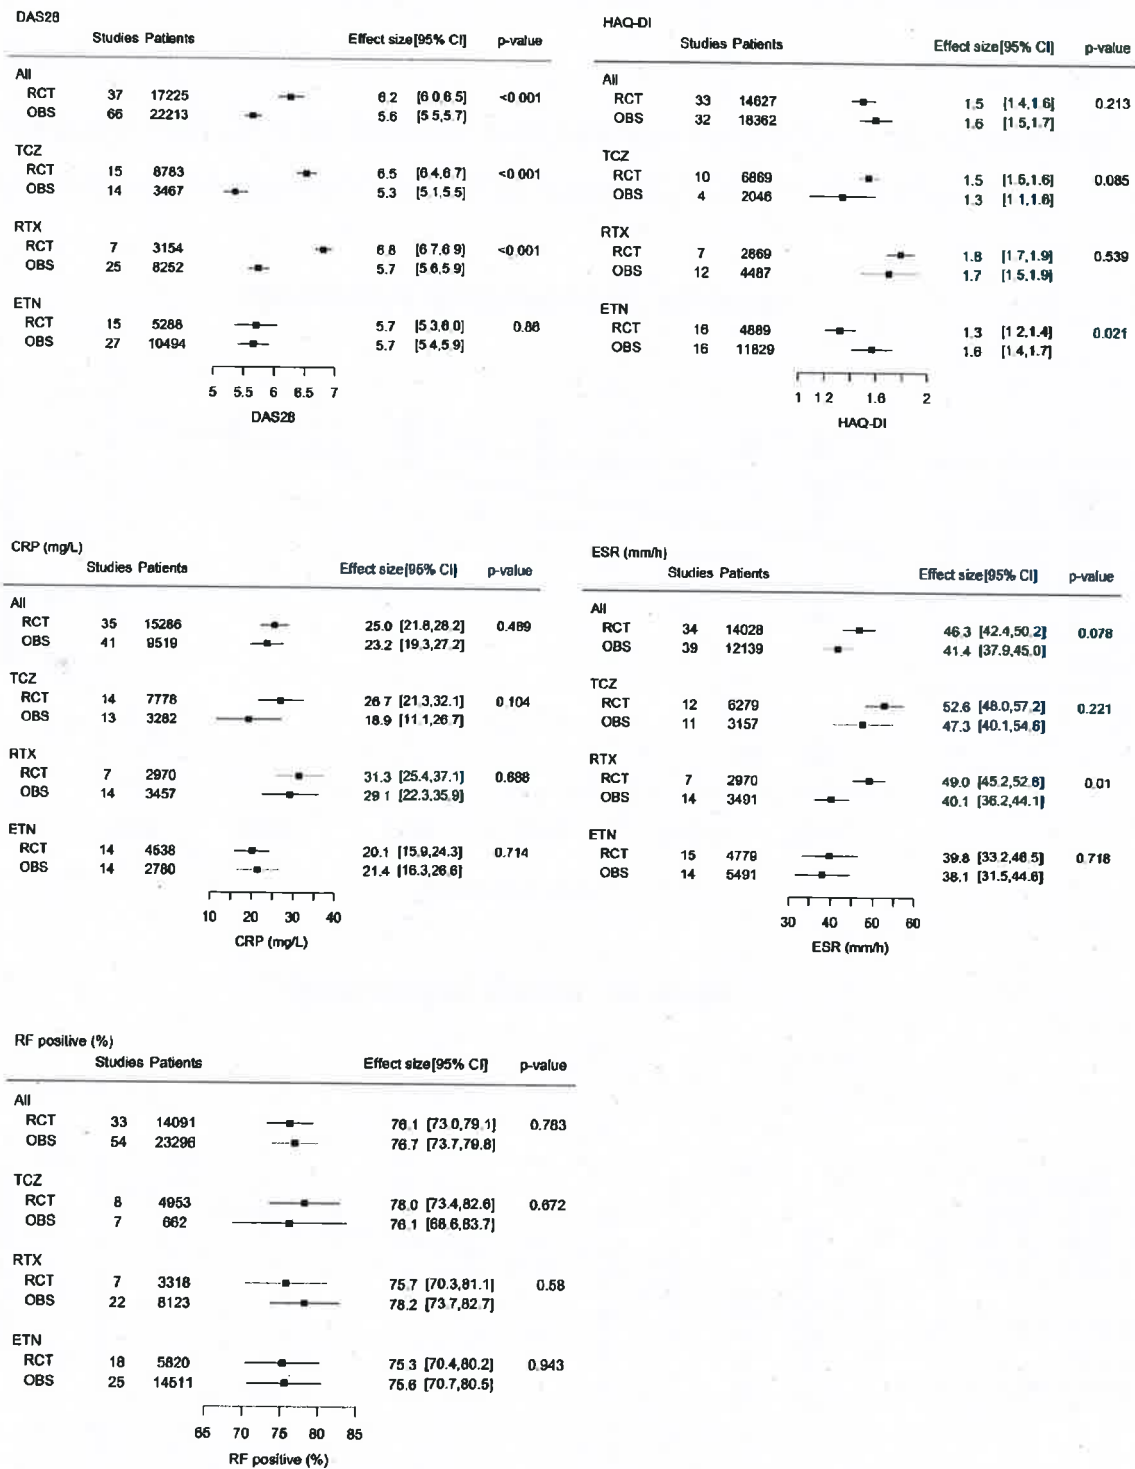 DAS28
Studies Patients Effect size[95% CI] p-value
All
RCT 37 17225 6.2 [6.0,6.5] <0.001
OBS 66 22213 5.6 [5.5,5.7]
TCZ
RCT 15 8783 6.5 [6.4,6.7] <0.001
OBS 14 3467 5.3 [5.1,5.5]
RTX
RCT 7 3154 6.8 [6.7,6.9] <0.001
OBS 25 8252 5.7 [5.6,5.9]
ETN
RCT 15 5288 5.7 [5.3,6.0] 0.88
OBS 27 10494 5.7 [5.4,5.9]
5 5.5 6 6.5 7
DAS28
HAQ-DI
Studies Patients Effect size[95% CI] p-value
All
RCT 33 14627 1.5 [1.4,1.6] 0.213
OBS 32 18362 1.6 [1.5,1.7]
TCZ
RCT 10 6869 1.5 [1.5,1.6] 0.085
OBS 4 2046 1.3 [1.1,1.6]
RTX
RCT 7 2869 1.8 [1.7,1.9] 0.539
OBS 12 4487 1.7 [1.5,1.9]
ETN
RCT 16 4889 1.3 [1.2,1.4] 0.021
OBS 16 11829 1.6 [1.4,1.7]
1 1.2 1.6 2
HAQ-DI
CRP (mg/L)
Studies Patients Effect size[95% CI] p-value
All
RCT 35 15286 25.0 [21.8,28.2] 0.489
OBS 41 9519 23.2 [19.3,27.2]
TCZ
RCT 14 7778 26.7 [21.3,32.1] 0.104
OBS 13 3282 18.9 [11.1,26.7]
RTX
RCT 7 2970 31.3 [25.4,37.1] 0.688
OBS 14 3457 29.1 [22.3,35.9]
ETN
RCT 14 4538 20.1 [15.9,24.3] 0.714
OBS 14 2780 21.4 [16.3,26.6]
10 20 30 40
CRP (mg/L)
ESR (mm/h)
Studies Patients Effect size[95% CI] p-value
All
RCT 34 14028 46.3 [42.4,50.2] 0.078
OBS 39 12139 41.4 [37.9,45.0]
TCZ
RCT 12 6279 52.6 [48.0,57.2] 0.221
OBS 11 3157 47.3 [40.1,54.6]
RTX
RCT 7 2970 49.0 [45.2,52.8] 0.01
OBS 14 3491 40.1 [36.2,44.1]
ETN
RCT 15 4779 39.8 [33.2,46.5] 0.718
OBS 14 5491 38.1 [31.5,44.6]
30 40 50 60
ESR (mm/h)
RF positive (%)
Studies Patients Effect size[95% CI] p-value
All
RCT 33 14091 76.1 [73.0,79.1] 0.783
OBS 54 23296 76.7 [73.7,79.8]
TCZ
RCT 8 4953 78.0 [73.4,82.6] 0.672
OBS 7 662 76.1 [68.6,83.7]
RTX
RCT 7 3318 75.7 [70.3,81.1] 0.58
OBS 22 8123 78.2 [73.7,82.7]
ETN
RCT 18 5820 75.3 [70.4,80.2] 0.943
OBS 25 14511 75.6 [70.7,80.5]
65 70 75 80 85
RF positive (%)